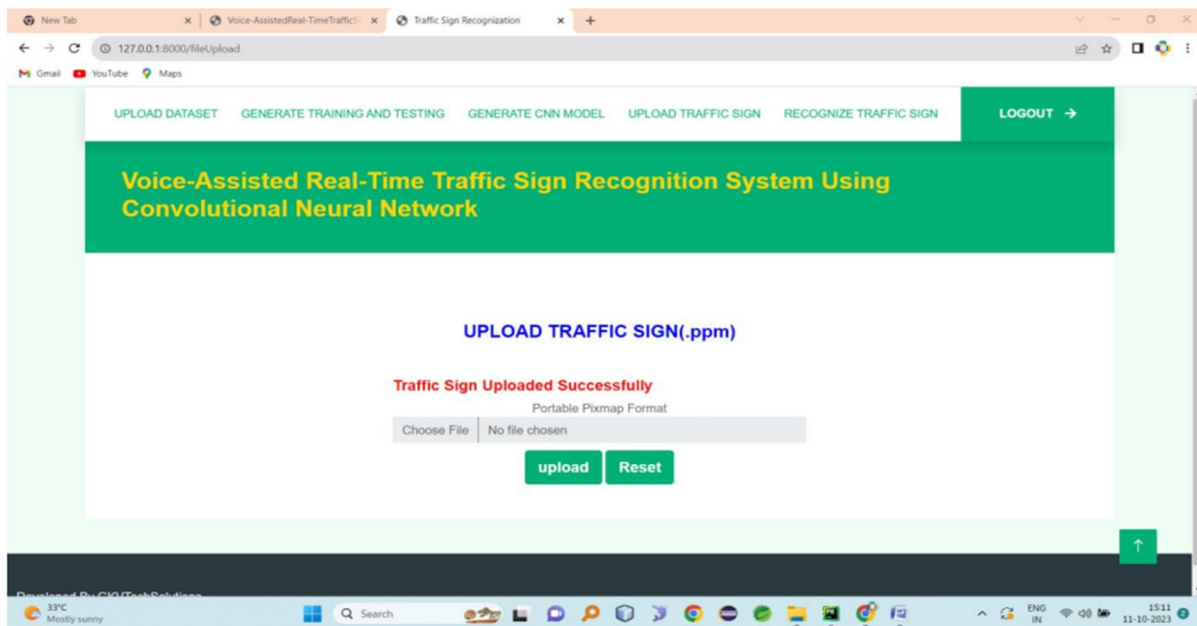 New Tab
Voice-AssistedReal-TimeTrafficS
Traffic Sign Recognization
127.0.0.1:8000/fileUpload
Gmail YouTube Maps
UPLOAD DATASET GENERATE TRAINING AND TESTING GENERATE CNN MODEL UPLOAD TRAFFIC SIGN RECOGNIZE TRAFFIC SIGN LOGOUT →
Voice-Assisted Real-Time Traffic Sign Recognition System Using
Convolutional Neural Network
UPLOAD TRAFFIC SIGN(.ppm)
Traffic Sign Uploaded Successfully
Portable Pixmap Format
Choose File No file chosen
upload Reset
Developed By
33°C
Mostly sunny
Search
ENG
IN
15:11
11-10-2023
2